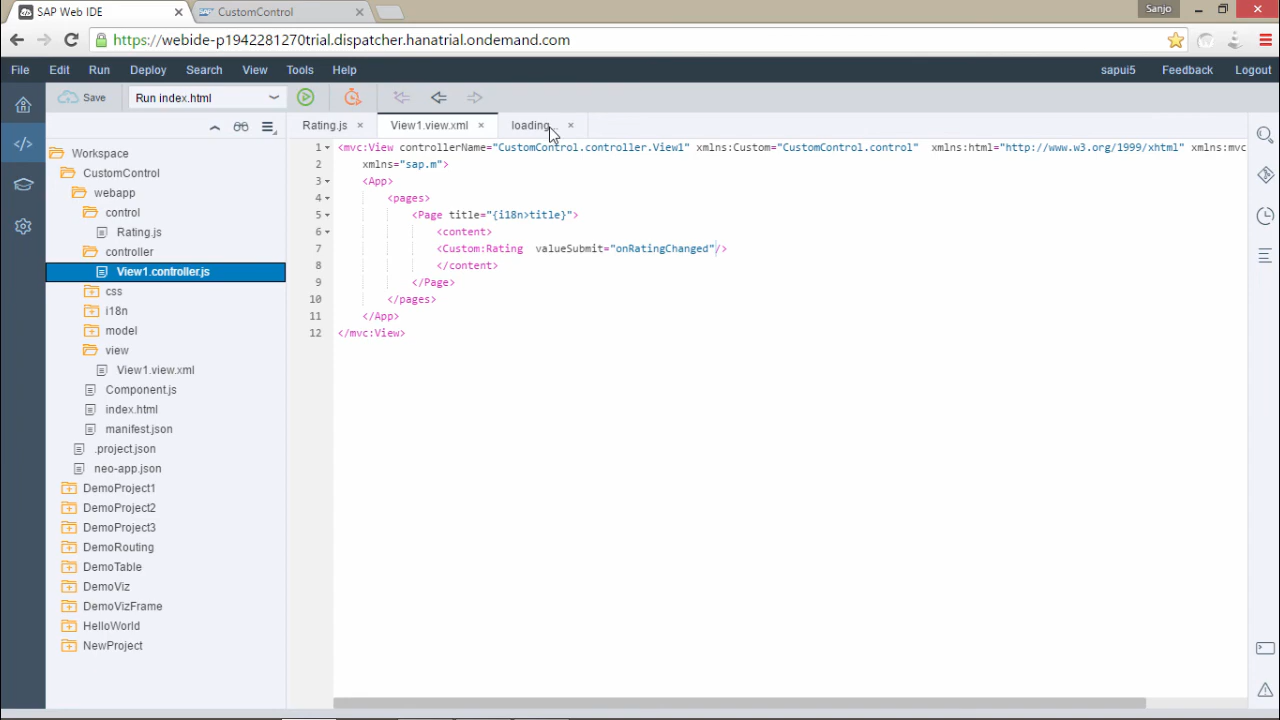 SAP Web IDE ×
CustomControl ×
Sanjo
https://webide-p1942281270trial.dispatcher.hanatrial.ondemand.com
File Edit Run Deploy Search View Tools Help sapui5 Feedback Logout
Save Run index.html
Rating.js × View1.view.xml × loading ×
Workspace
CustomControl
webapp
control
Rating.js
controller
View1.controller.js
css
i18n
model
view
View1.view.xml
Component.js
index.html
manifest.json
.project.json
neo-app.json
DemoProject1
DemoProject2
DemoProject3
DemoRouting
DemoTable
DemoViz
DemoVizFrame
HelloWorld
NewProject
1 <mvc:View controllerName="CustomControl.controller.View1" xmlns:Custom="CustomControl.control" xmlns:html="http://www.w3.org/1999/xhtml" xmlns:mvc
2 xmlns="sap.m">
3 <App>
4 <pages>
5 <Page title="{i18n>title}">
6 <content>
7 <Custom:Rating valueSubmit="onRatingChanged"/>
8 </content>
9 </Page>
10 </pages>
11 </App>
12 </mvc:View>